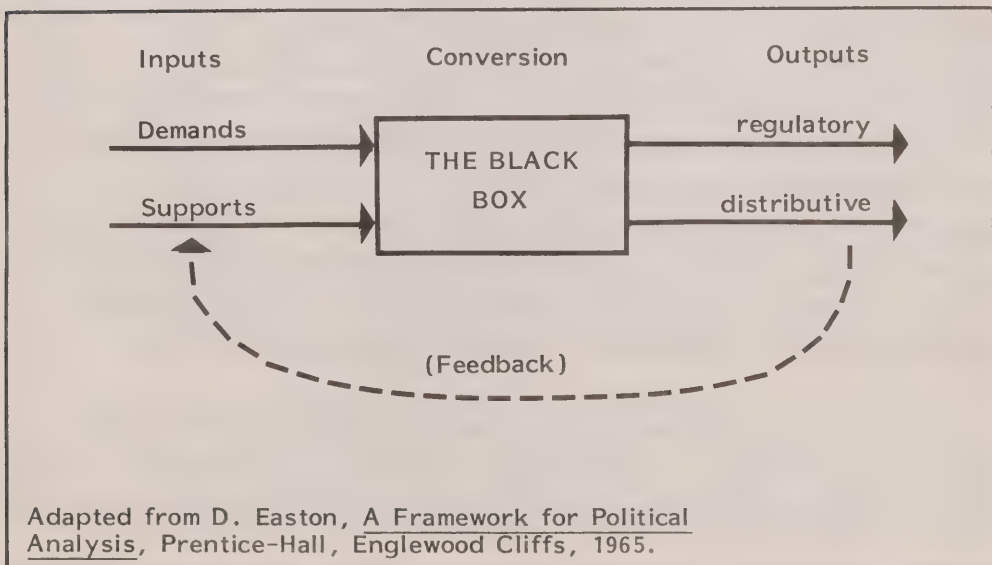 Inputs Conversion Outputs
Demands regulatory
THE BLACK
BOX
Supports distributive
(Feedback)
Adapted from D. Easton, A Framework for Political
Analysis, Prentice-Hall, Englewood Cliffs, 1965.